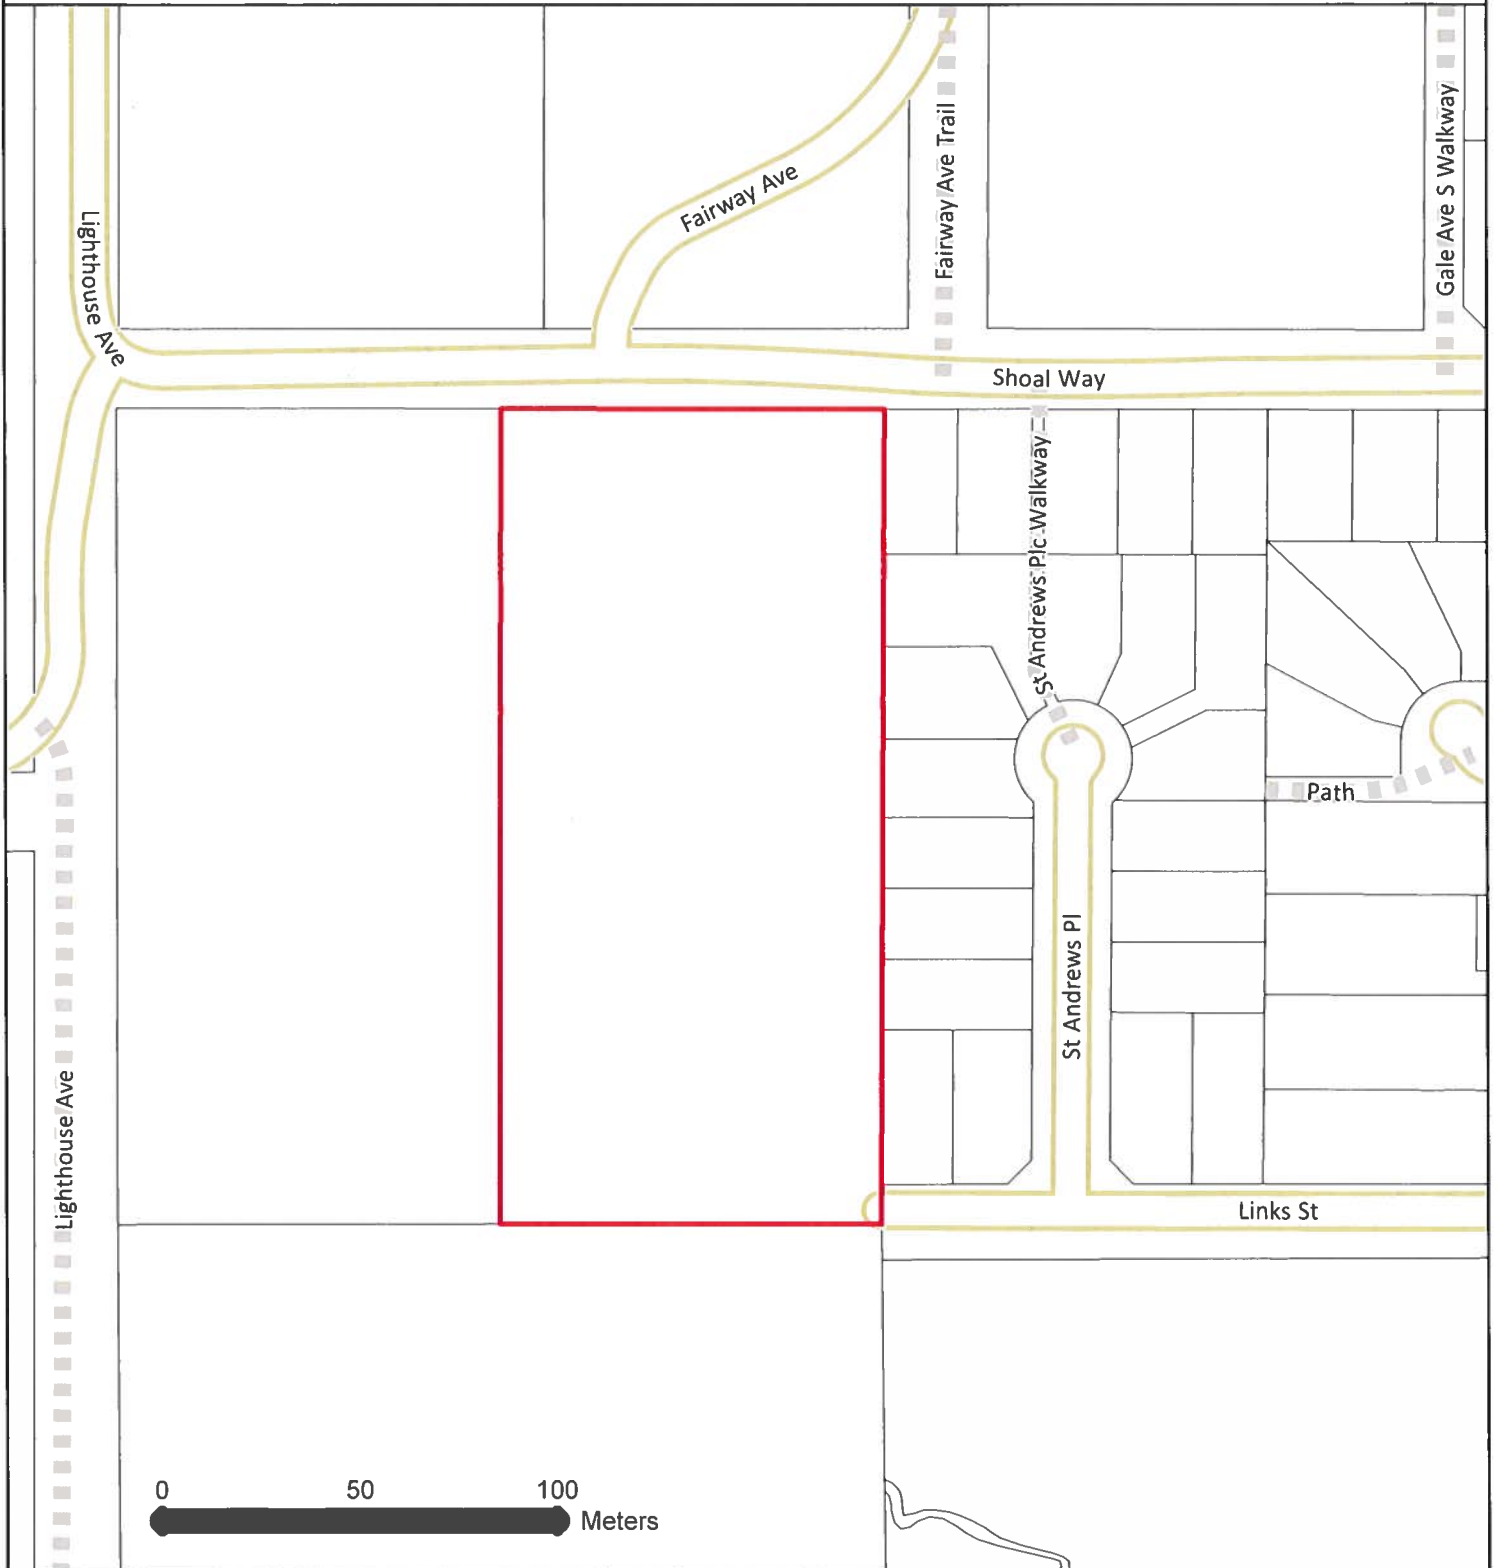 Fairway Ave Trail
Gale Ave S Walkway
Fairway Ave
Lighthouse Ave
Shoal Way
St Andrews Plc Walkway
Path
St Andrews Pl
Lighthouse Ave
Links St
0 50 100
Meters